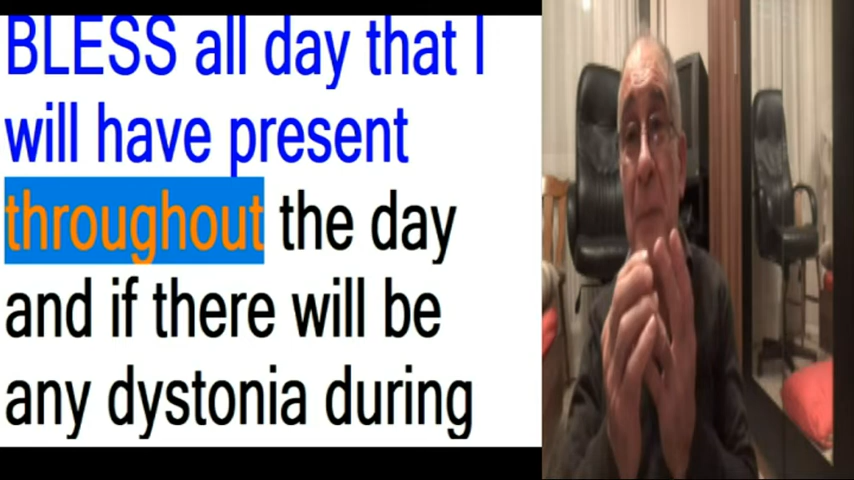 BLESS all day that I
will have present
throughout the day
and if there will be
any dystonia during